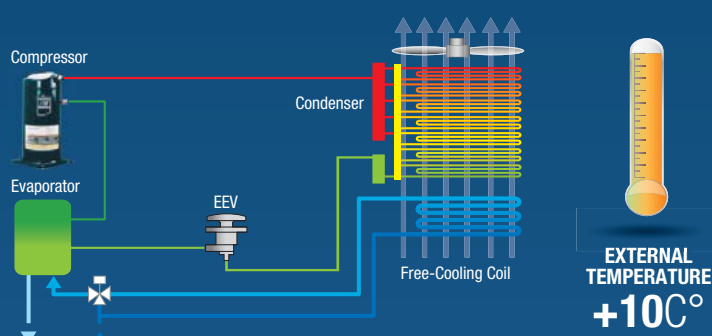 Compressor
Condenser
Evaporator
EEV
Free-Cooling Coil
EXTERNAL
TEMPERATURE
+10C°